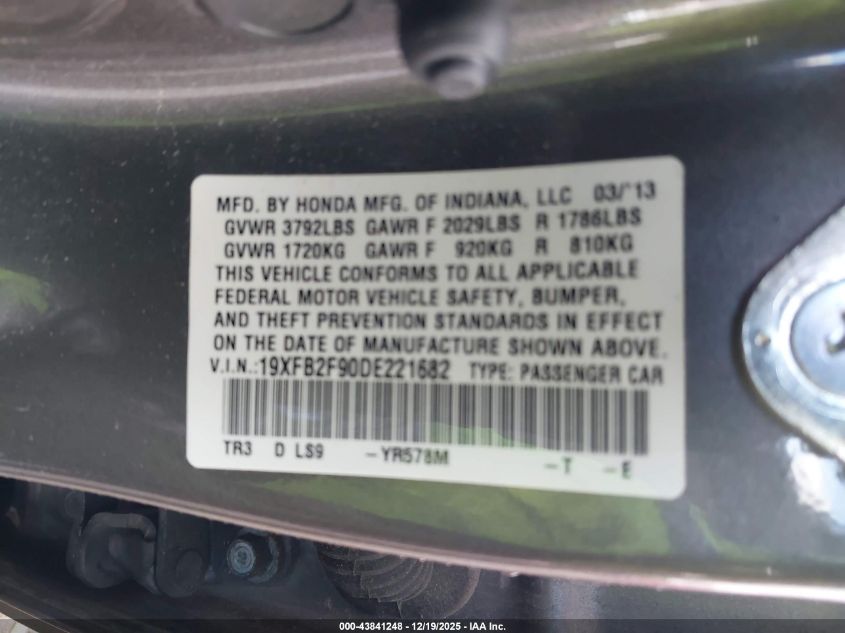 MFD. BY HONDA MFG. OF INDIANA, LLC 03/'13
GVWR 3792LBS GAWR F 2029LBS R 1786LBS
GVWR 1720KG GAWR F 920KG R 810KG
THIS VEHICLE CONFORMS TO ALL APPLICABLE
FEDERAL MOTOR VEHICLE SAFETY, BUMPER,
AND THEFT PREVENTION STANDARDS IN EFFECT
ON THE DATE OF MANUFACTURE SHOWN ABOVE.
V.I.N.:19XFB2F90DE221682 TYPE: PASSENGER CAR
TR3 D LS9 -YR578M -T -E
000-43841248 - 12/19/2025 - IAA Inc.